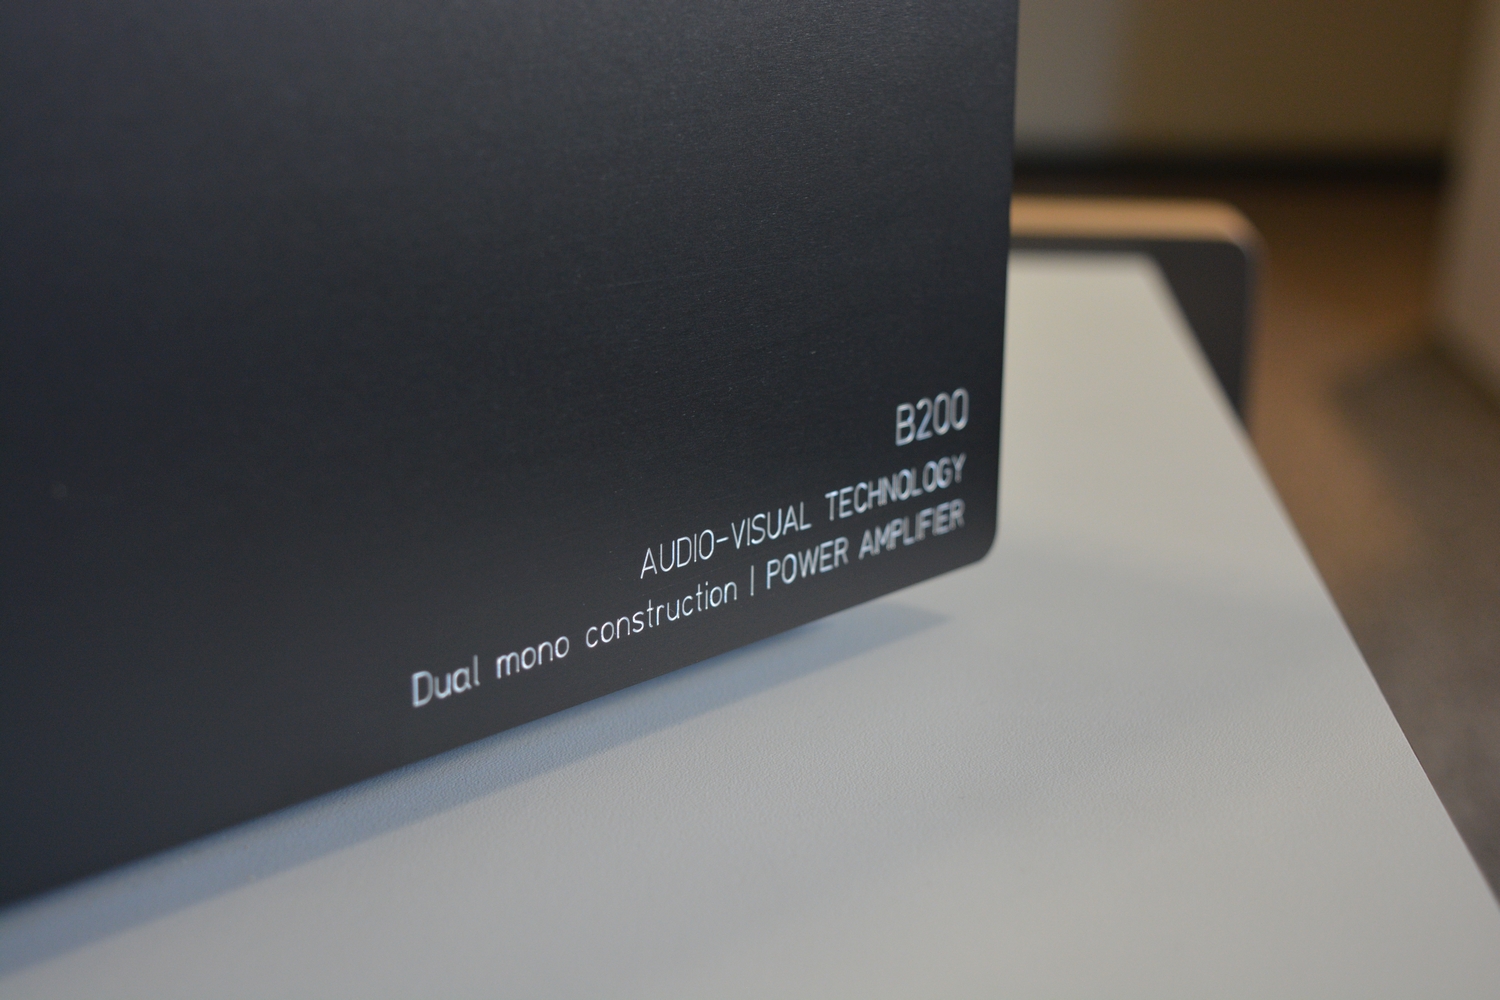 B200
AUDIO-VISUAL TECHNOLOGY
Dual mono construction | POWER AMPLIFIER